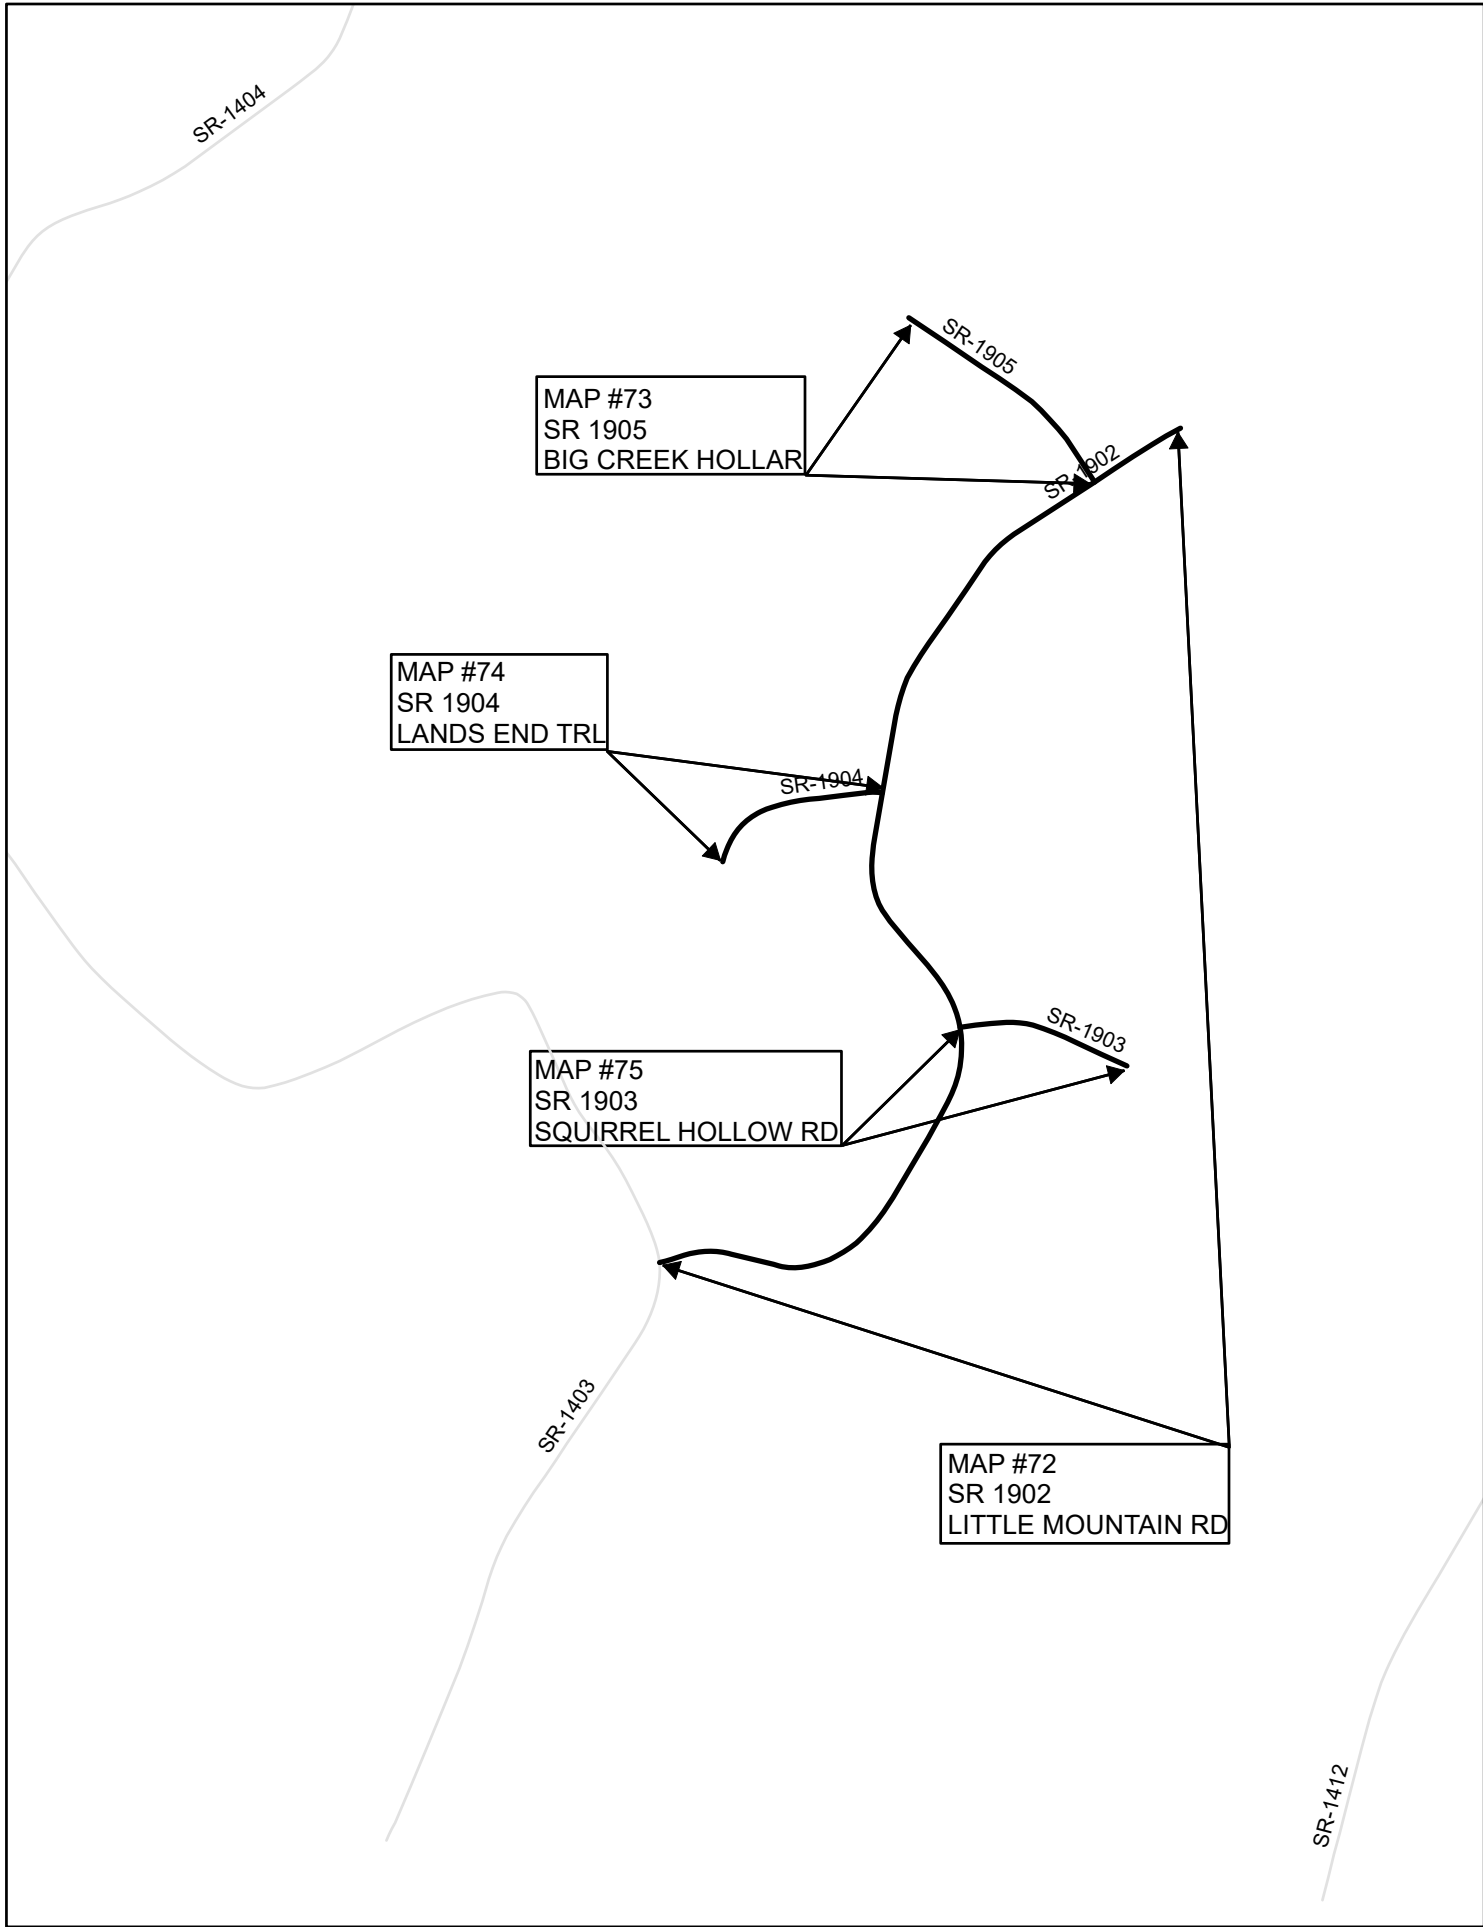 SR-1404
SR-1905
MAP #73
SR 1905
BIG CREEK HOLLAR
SR-1902
MAP #74
SR 1904
LANDS END TRL
SR-1904
SR-1903
MAP #75
SR 1903
SQUIRREL HOLLOW RD
SR-1403
MAP #72
SR 1902
LITTLE MOUNTAIN RD
SR-1412